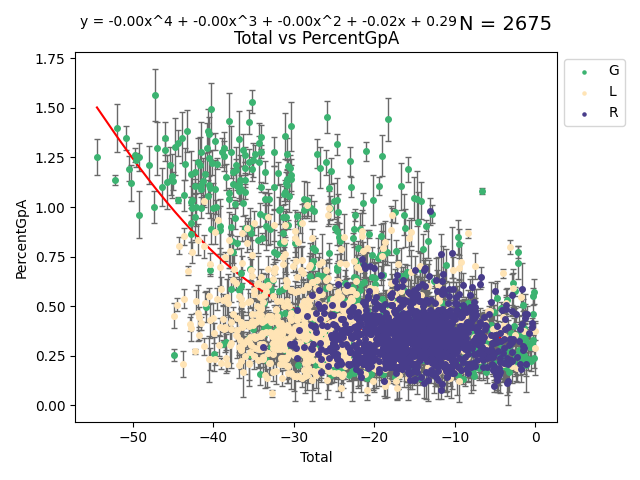 y = -0.00x^4 + -0.00x^3 + -0.00x^2 + -0.02x + 0.29
N = 2675
Total vs PercentGpA
G
L
R
PercentGpA
1.75
1.50
1.25
1.00
0.75
0.50
0.25
0.00
−50
−40
−30
−20
−10
0
Total